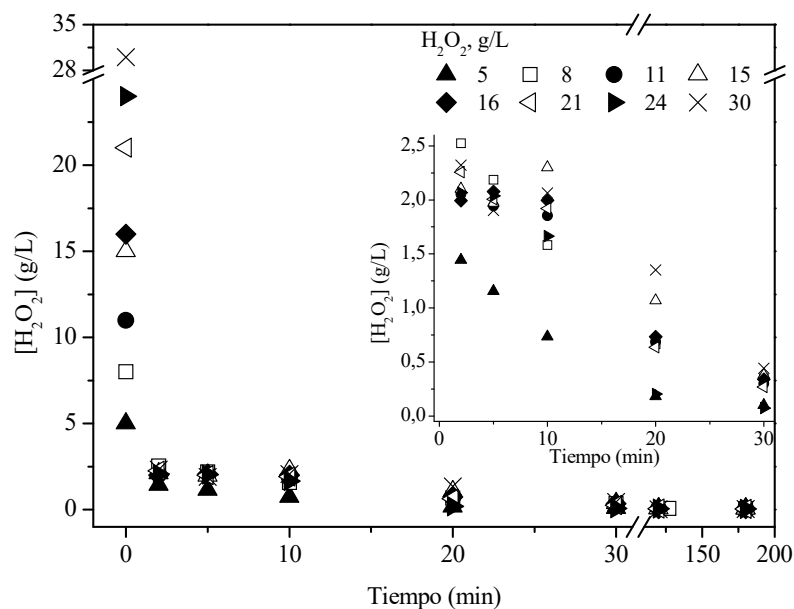 35
28
20
15
10
5
0
[H₂O₂] (g/L)
H₂O₂, g/L
5 8 11 15
16 21 24 30
2,5
2,0
1,5
1,0
0,5
0,0
[H₂O₂] (g/L)
0 10 20 30
Tiempo (min)
0 10 20 30 150 200
Tiempo (min)